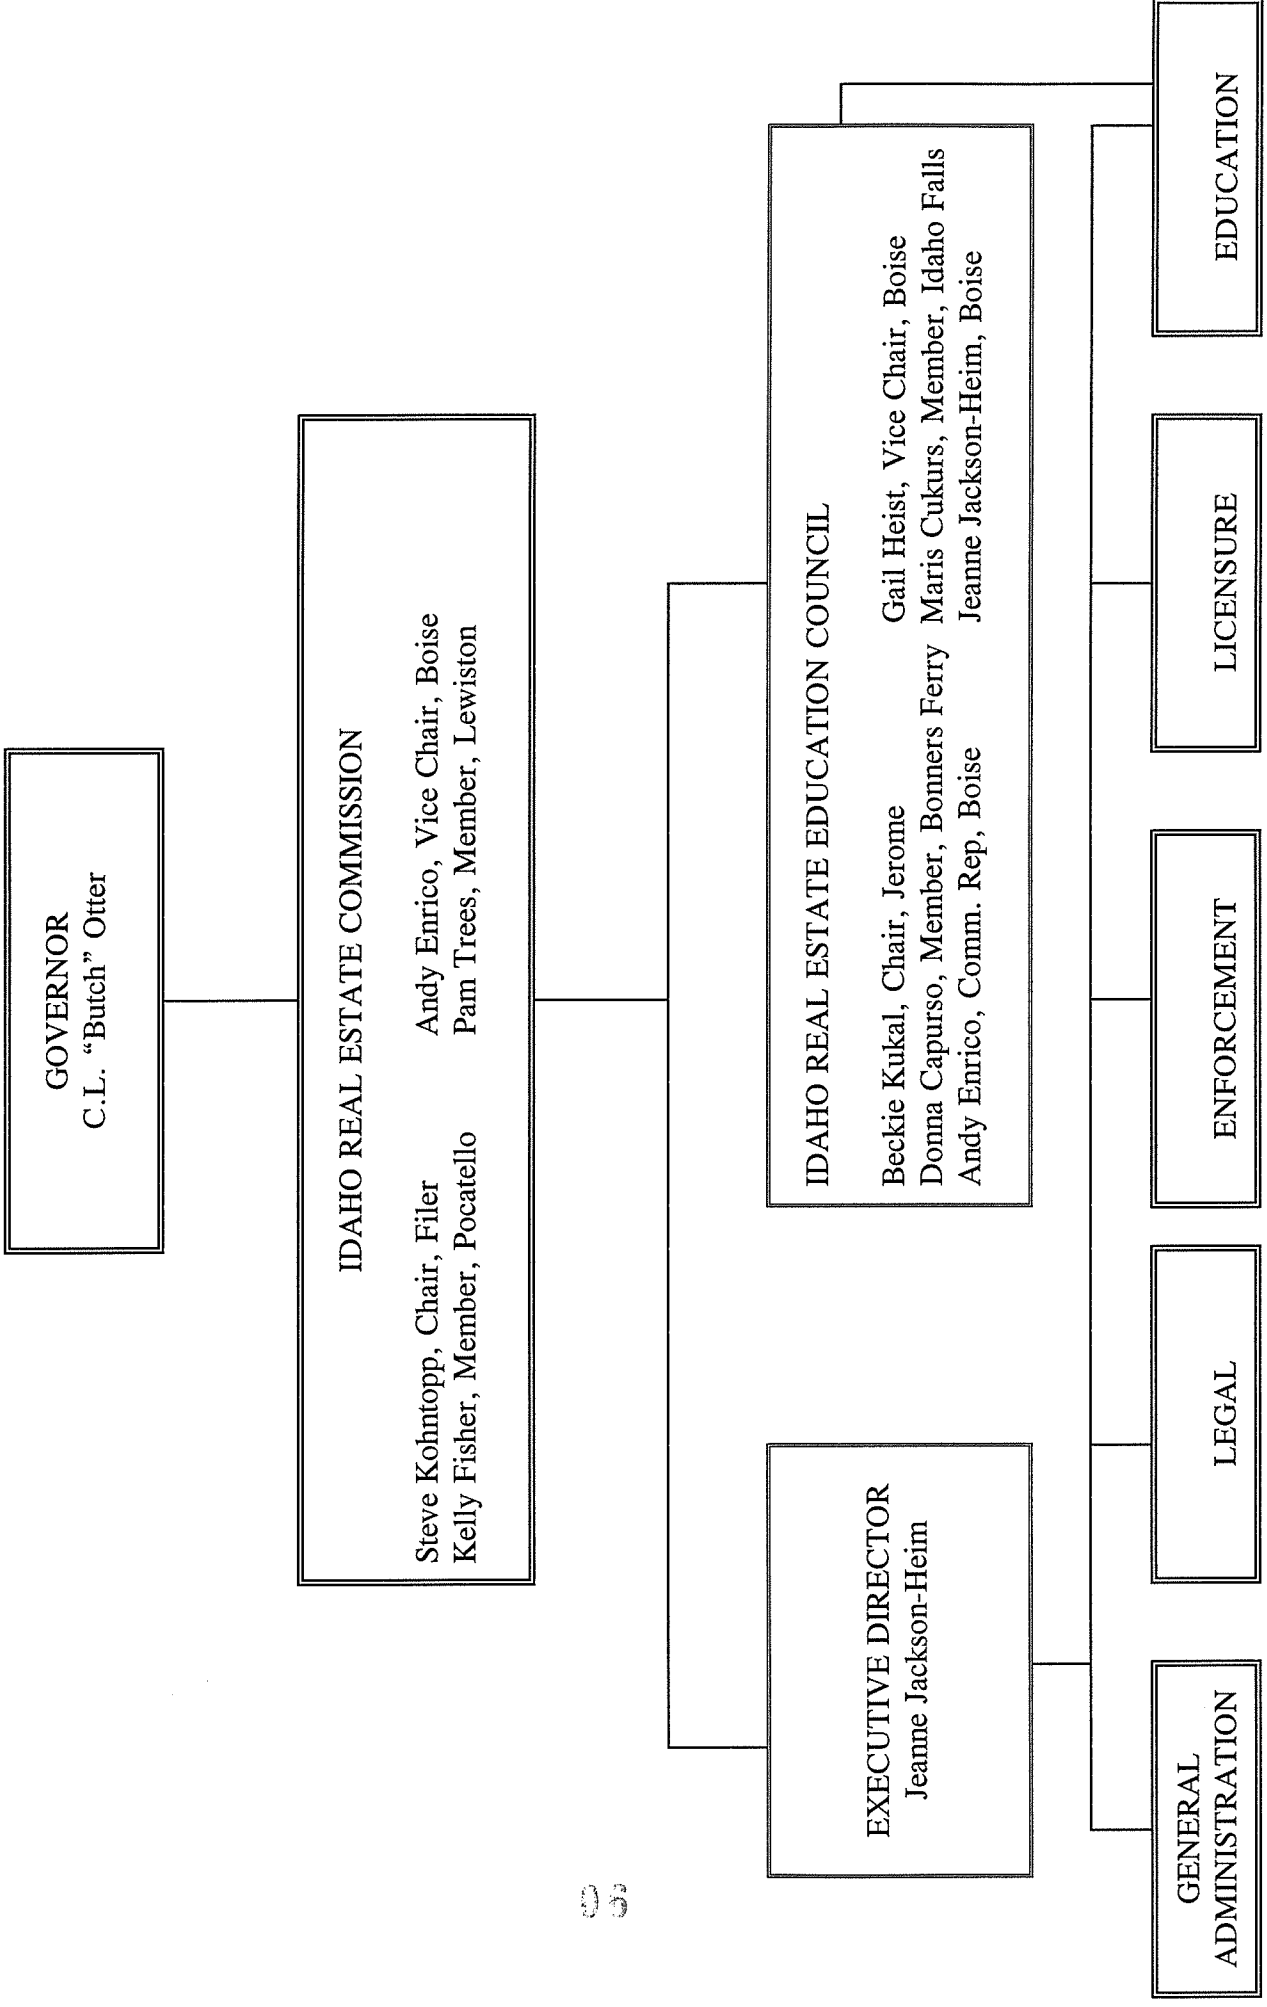 GOVERNOR
C.L. “Butch” Otter
IDAHO REAL ESTATE COMMISSION
Steve Kohntopp, Chair, Filer Andy Enrico, Vice Chair, Boise
Kelly Fisher, Member, Pocatello Pam Trees, Member, Lewiston
EXECUTIVE DIRECTOR
Jeanne Jackson-Heim
IDAHO REAL ESTATE EDUCATION COUNCIL
Beckie Kukal, Chair, Jerome Gail Heist, Vice Chair, Boise
Donna Capurso, Member, Bonners Ferry Maris Cukurs, Member, Idaho Falls
Andy Enrico, Comm. Rep, Boise Jeanne Jackson-Heim, Boise
GENERAL
ADMINISTRATION
LEGAL
ENFORCEMENT
LICENSURE
EDUCATION